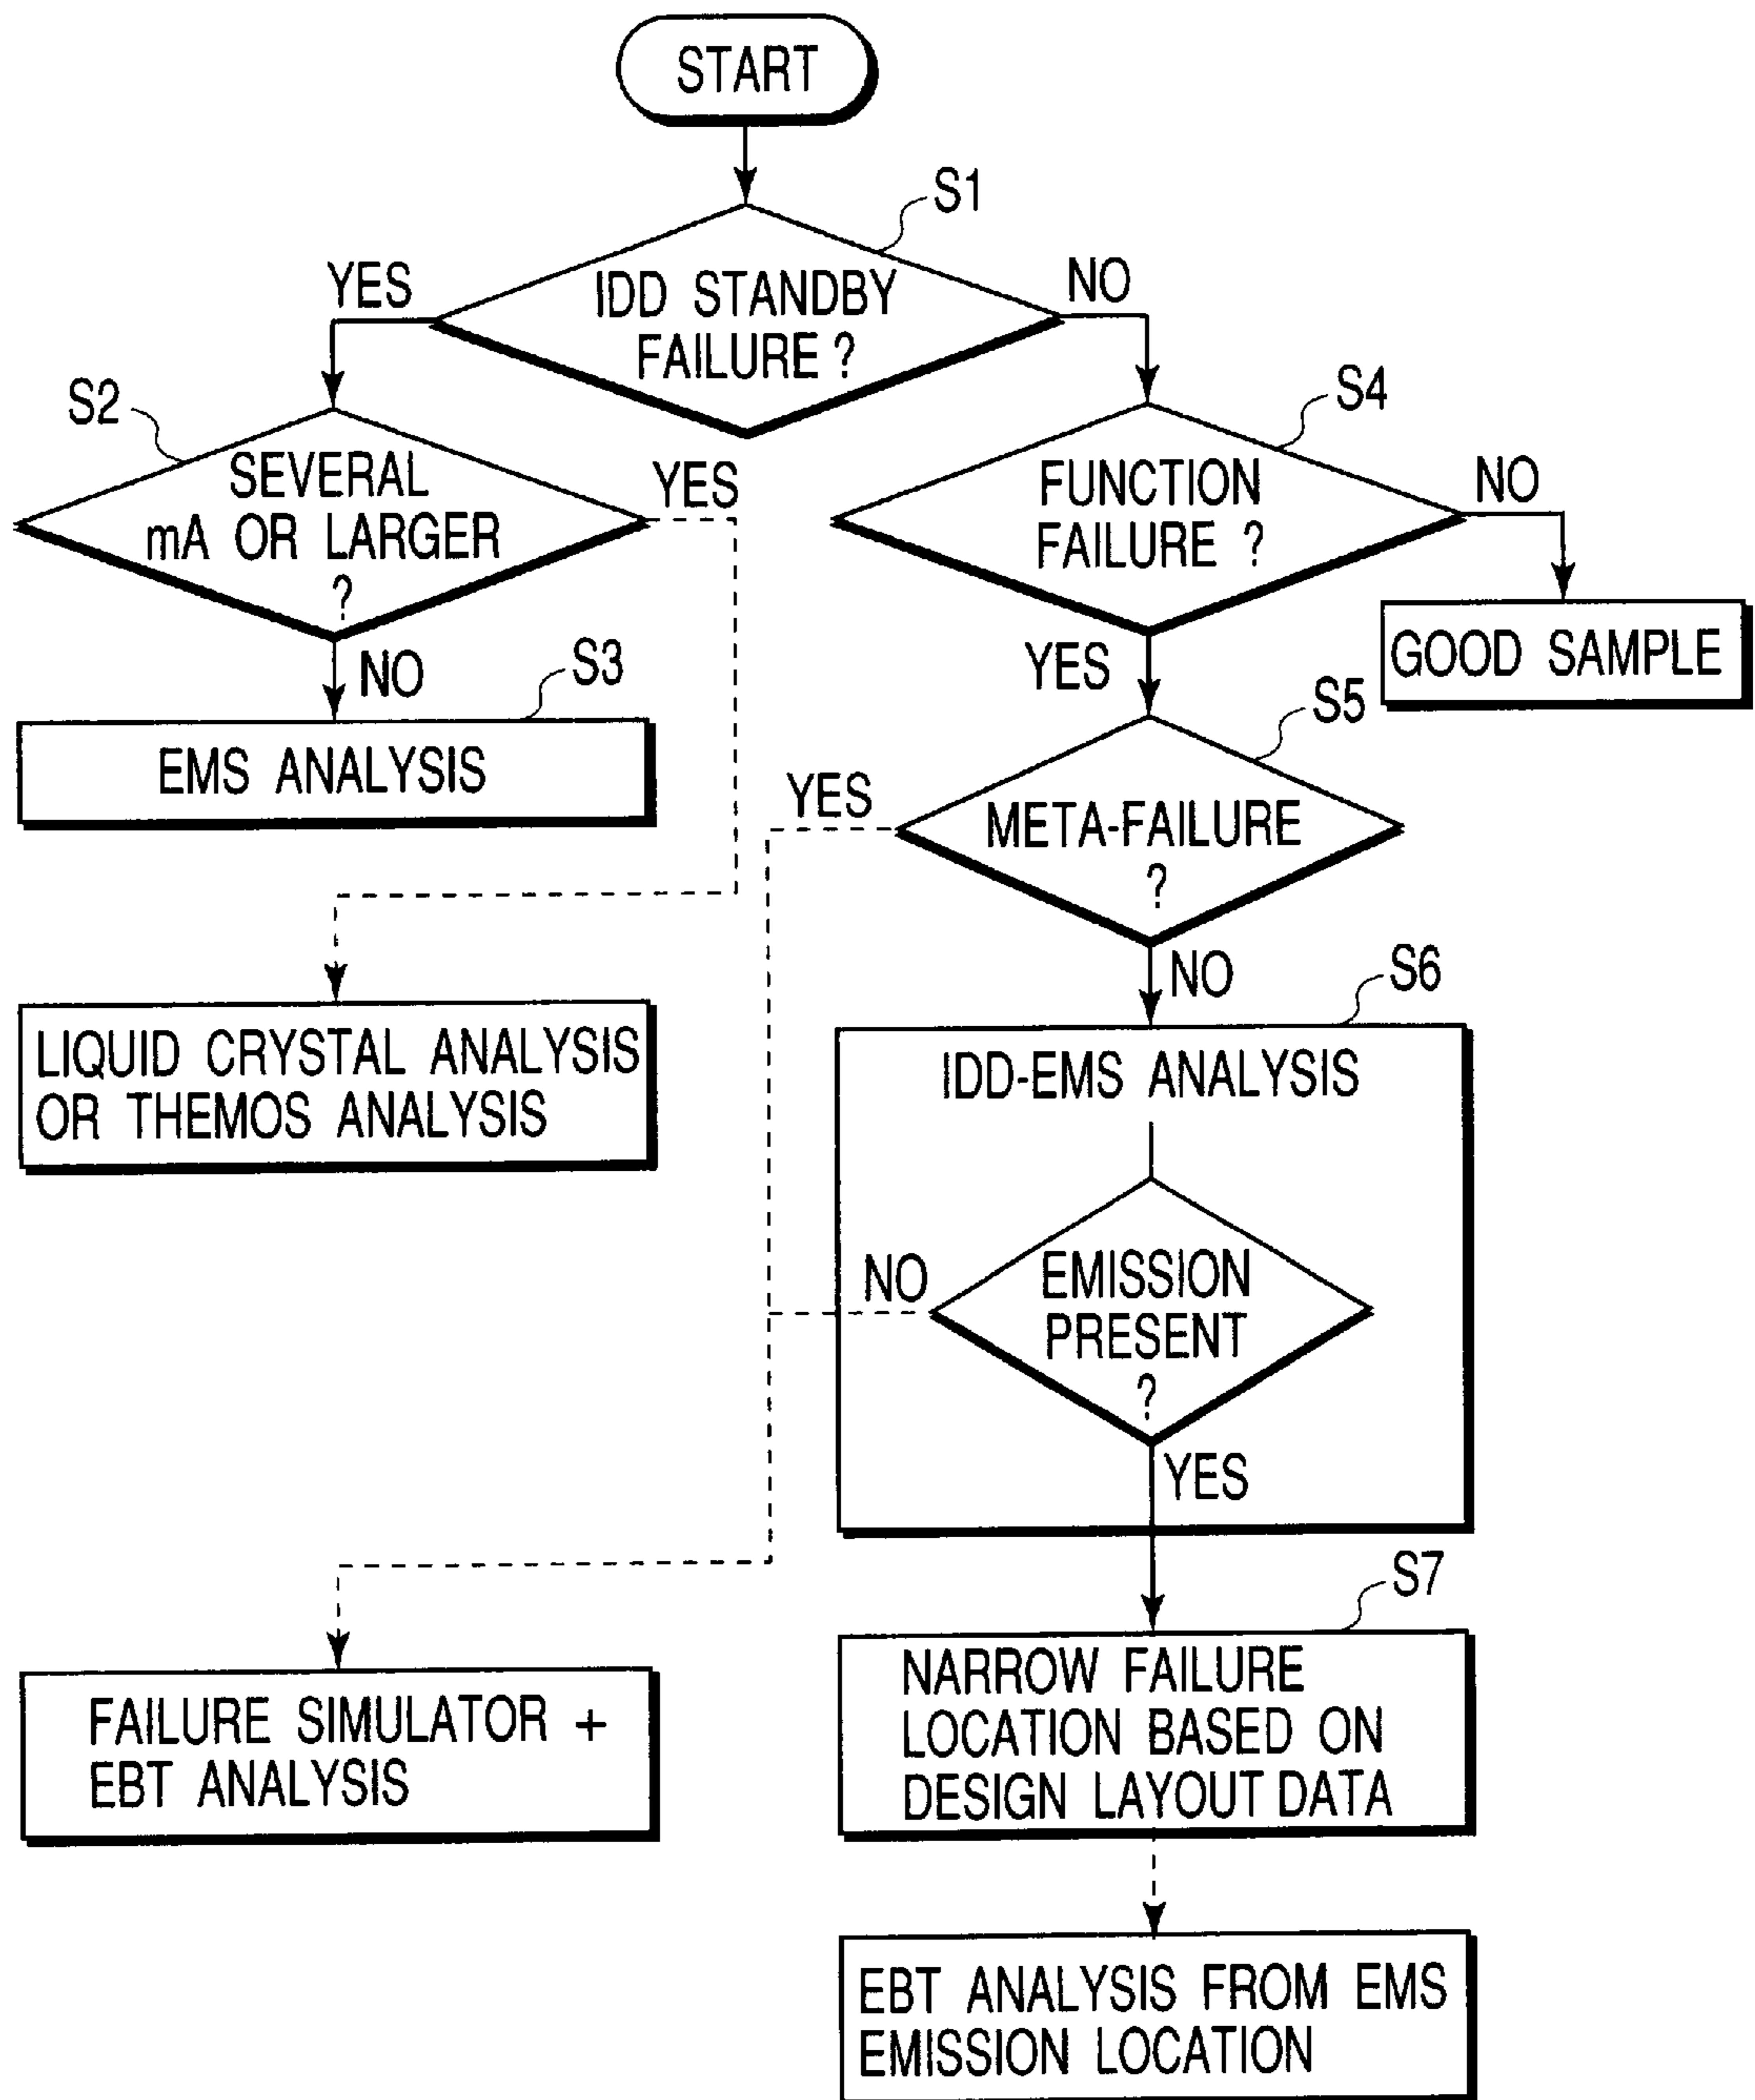 START
S1
YES
IDD STANDBY
FAILURE ?
NO
S2
SEVERAL
mA OR LARGER
?
YES
S4
FUNCTION
FAILURE ?
NO
GOOD SAMPLE
NO
S3
EMS ANALYSIS
YES
S5
YES
META-FAILURE
?
NO
LIQUID CRYSTAL ANALYSIS
OR THEMOS ANALYSIS
S6
IDD-EMS ANALYSIS
NO
EMISSION
PRESENT
?
YES
S7
FAILURE SIMULATOR +
EBT ANALYSIS
NARROW FAILURE
LOCATION BASED ON
DESIGN LAYOUT DATA
EBT ANALYSIS FROM EMS
EMISSION LOCATION